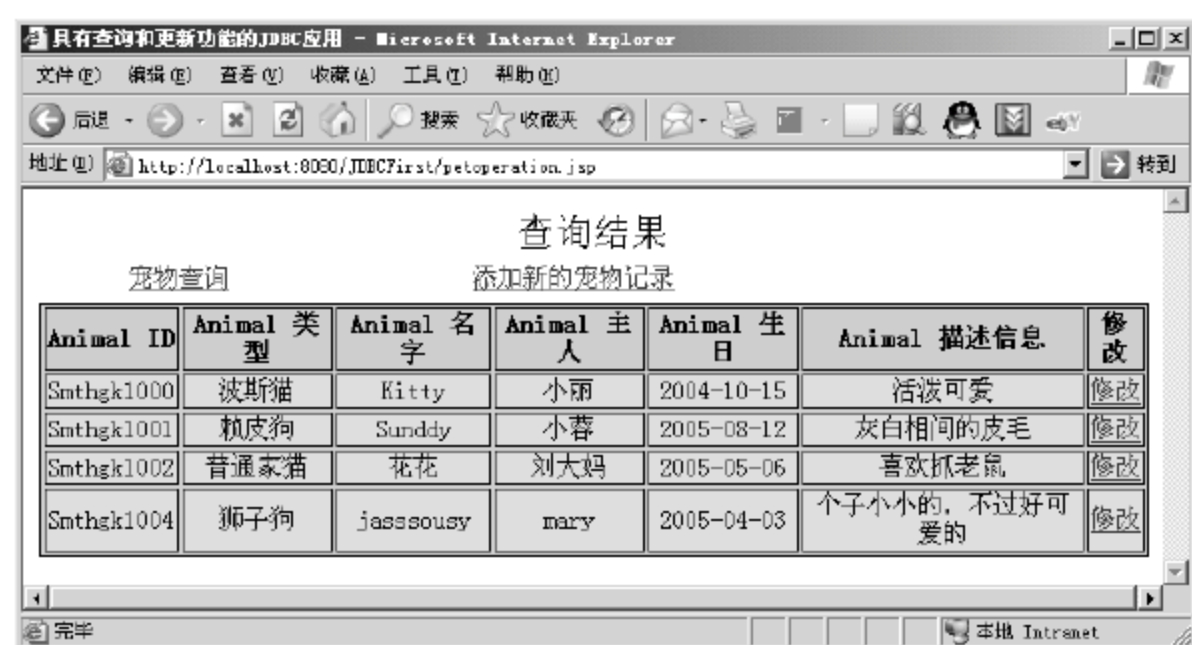 具有查询和更新功能的JDBC应用 - Microsoft Internet Explorer
文件(F) 编辑(E) 查看(V) 收藏(A) 工具(T) 帮助(H)
后退 搜索 收藏夹
地址(D) http://localhost:8080/JDBCFirst/petoperation.jsp 转到
查询结果
宠物查询 添加新的宠物记录
Animal ID Animal 类型 Animal 名字 Animal 主人 Animal 生日 Animal 描述信息 修改
Smthgk1000 波斯猫 Kitty 小丽 2004-10-15 活泼可爱 修改
Smthgk1001 赖皮狗 Sunddy 小蓉 2005-08-12 灰白相间的皮毛 修改
Smthgk1002 普通家猫 花花 刘大妈 2005-05-06 喜欢抓老鼠 修改
Smthgk1004 狮子狗 jasssousy mary 2005-04-03 个子小小的，不过好可
爱的 修改
完毕 本地 Intranet